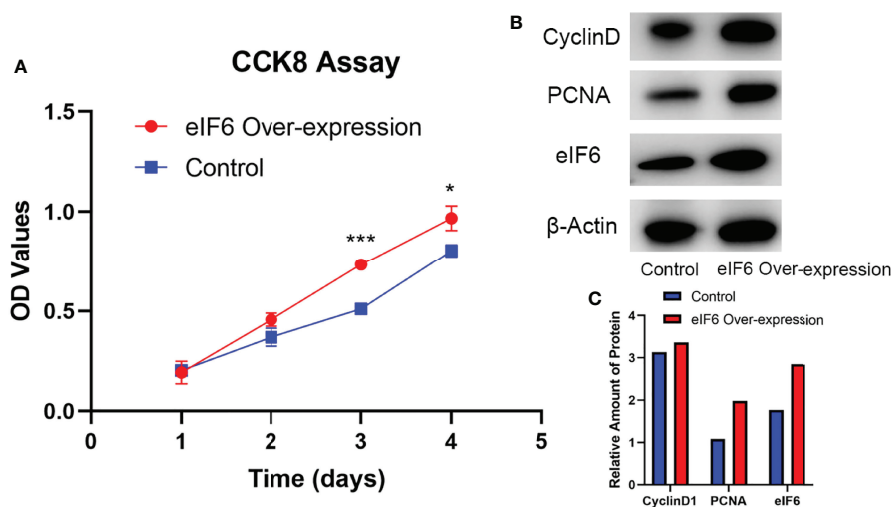 A
CCK8 Assay
eIF6 Over-expression
Control
OD Values
1.5
1.0
0.5
0.0
***
*
0 1 2 3 4 5
Time (days)
B
CyclinD
PCNA
eIF6
β-Actin
Control eIF6 Over-expression
C
Control
eIF6 Over-expression
Relative Amount of Protein
4
3
2
1
0
CyclinD1 PCNA eIF6